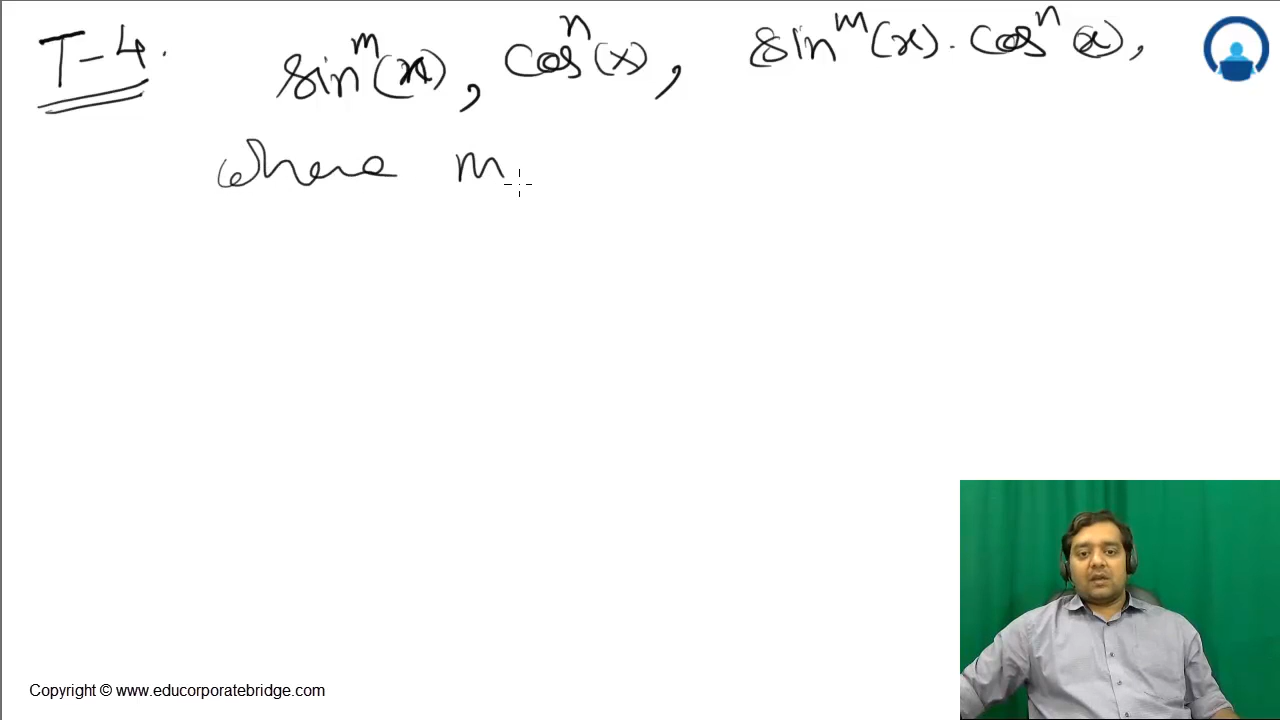 T-4. sin^m(x), cos^n(x), sin^m(x). cos^n(x),
where m
Copyright © www.educorporatebridge.com